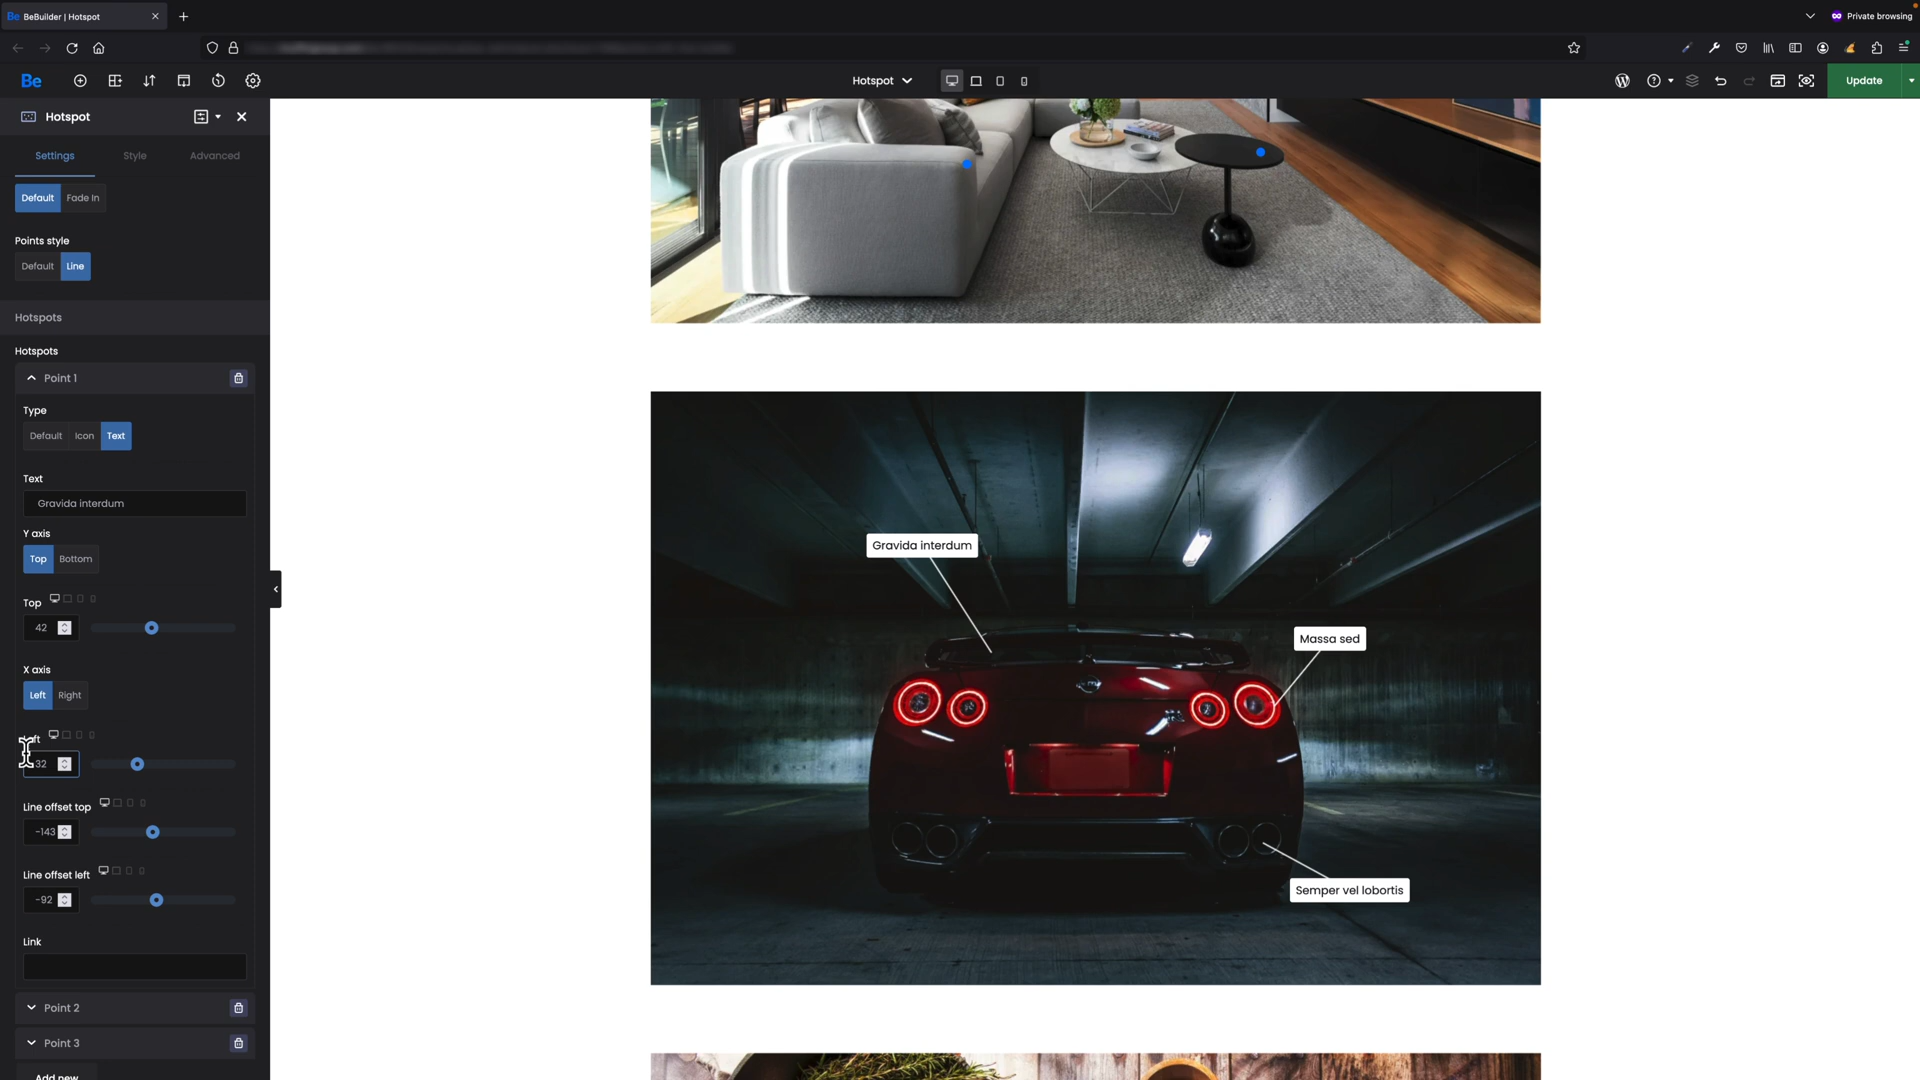 Be BeBuilder | Hotspot
Private browsing
Be
Hotspot
Update
Hotspot
Settings Style Advanced
Default Fade In
Points style
Default Line
Hotspots
Hotspots
Point 1
Type
Default Icon Text
Text
Gravida interdum
Y axis
Top Bottom
Top
42
X axis
Left Right
32
Line offset top
-143
Line offset left
-92
Link
Point 2
Point 3
Add new
Gravida interdum
Massa sed
Semper vel lobortis